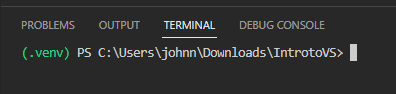 PROBLEMS OUTPUT TERMINAL DEBUG CONSOLE
(.venv) PS C:\Users\johnn\Downloads\IntrotoVS>